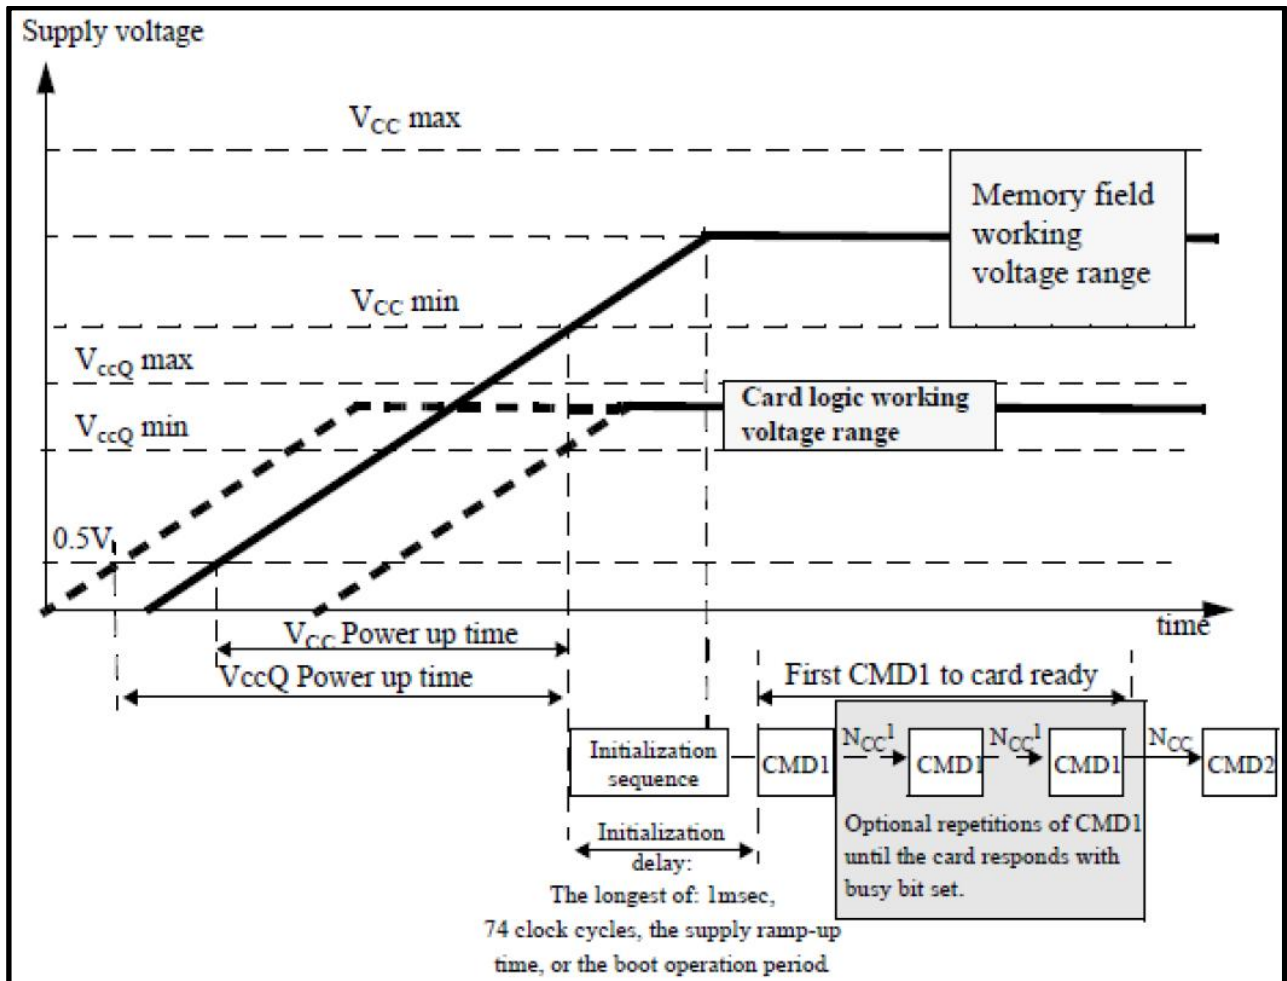 Supply voltage
VCC max
Memory field
working
voltage range
VCC min
VccQ max
Card logic working
voltage range
VccQ min
0.5V
time
VCC Power up time
VccQ Power up time
First CMD1 to card ready
Initialization
sequence
CMD1
NCC1
CMD1
NCC1
CMD1
NCC
CMD2
Optional repetitions of CMD1
until the card responds with
busy bit set.
Initialization
delay:
The longest of: 1msec,
74 clock cycles, the supply ramp-up
time, or the boot operation period